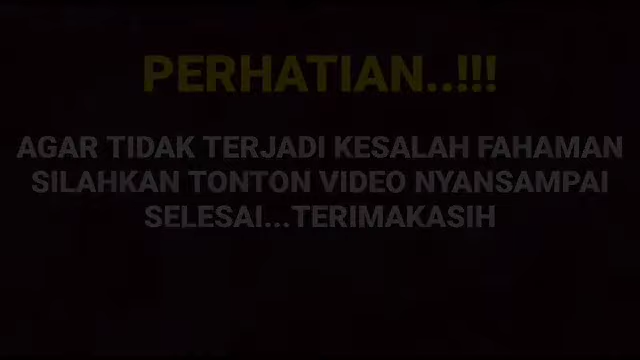 PERHATIAN..!!!
AGAR TIDAK TERJADI KESALAH FAHAMAN
SILAHKAN TONTON VIDEO NYANSAMPAI
SELESAI...TERIMAKASIH